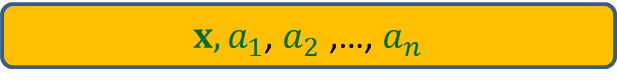 x, a₁, a₂ ,..., aₙ